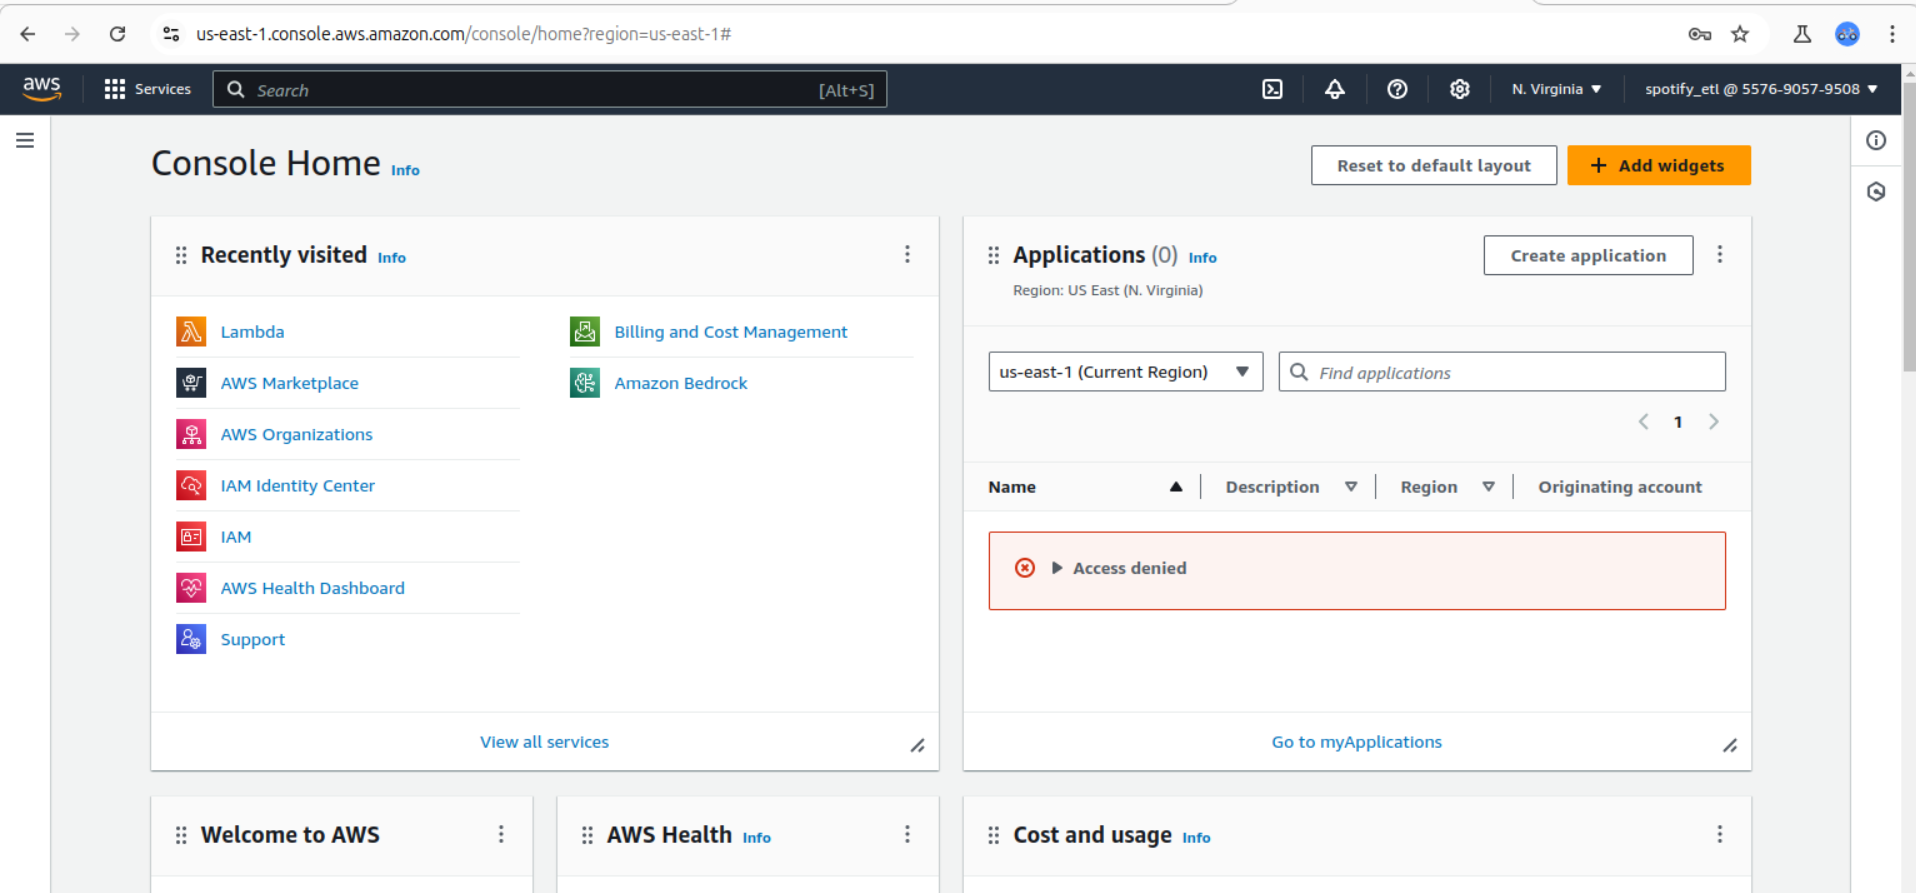 us-east-1.console.aws.amazon.com/console/home?region=us-east-1#
aws
Services
Search
[Alt+S]
N. Virginia
spotify_etl @ 5576-9057-9508
Console Home Info
Reset to default layout
+ Add widgets
Recently visited Info
Lambda
AWS Marketplace
AWS Organizations
IAM Identity Center
IAM
AWS Health Dashboard
Support
Billing and Cost Management
Amazon Bedrock
View all services
Applications (0) Info
Region: US East (N. Virginia)
Create application
us-east-1 (Current Region)
Find applications
1
Name
Description
Region
Originating account
Access denied
Go to myApplications
Welcome to AWS
AWS Health Info
Cost and usage Info